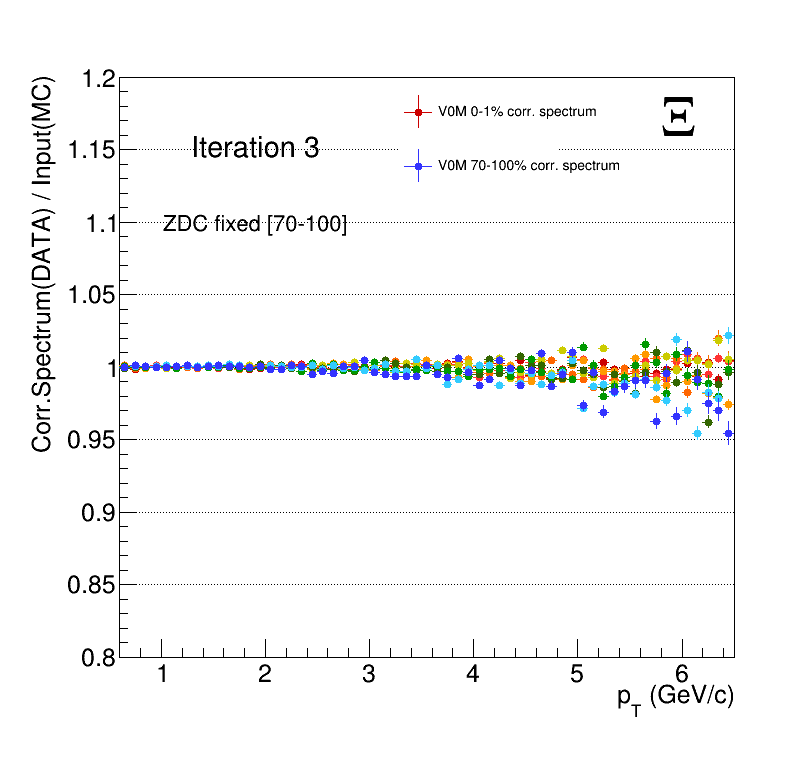 V0M 0-1% corr. spectrum
Ξ
Iteration 3
V0M 70-100% corr. spectrum
ZDC fixed [70-100]
Corr.Spectrum(DATA) / Input(MC)
1.2
1.15
1.1
1.05
1
0.95
0.9
0.85
0.8
1 2 3 4 5 6
p_T (GeV/c)